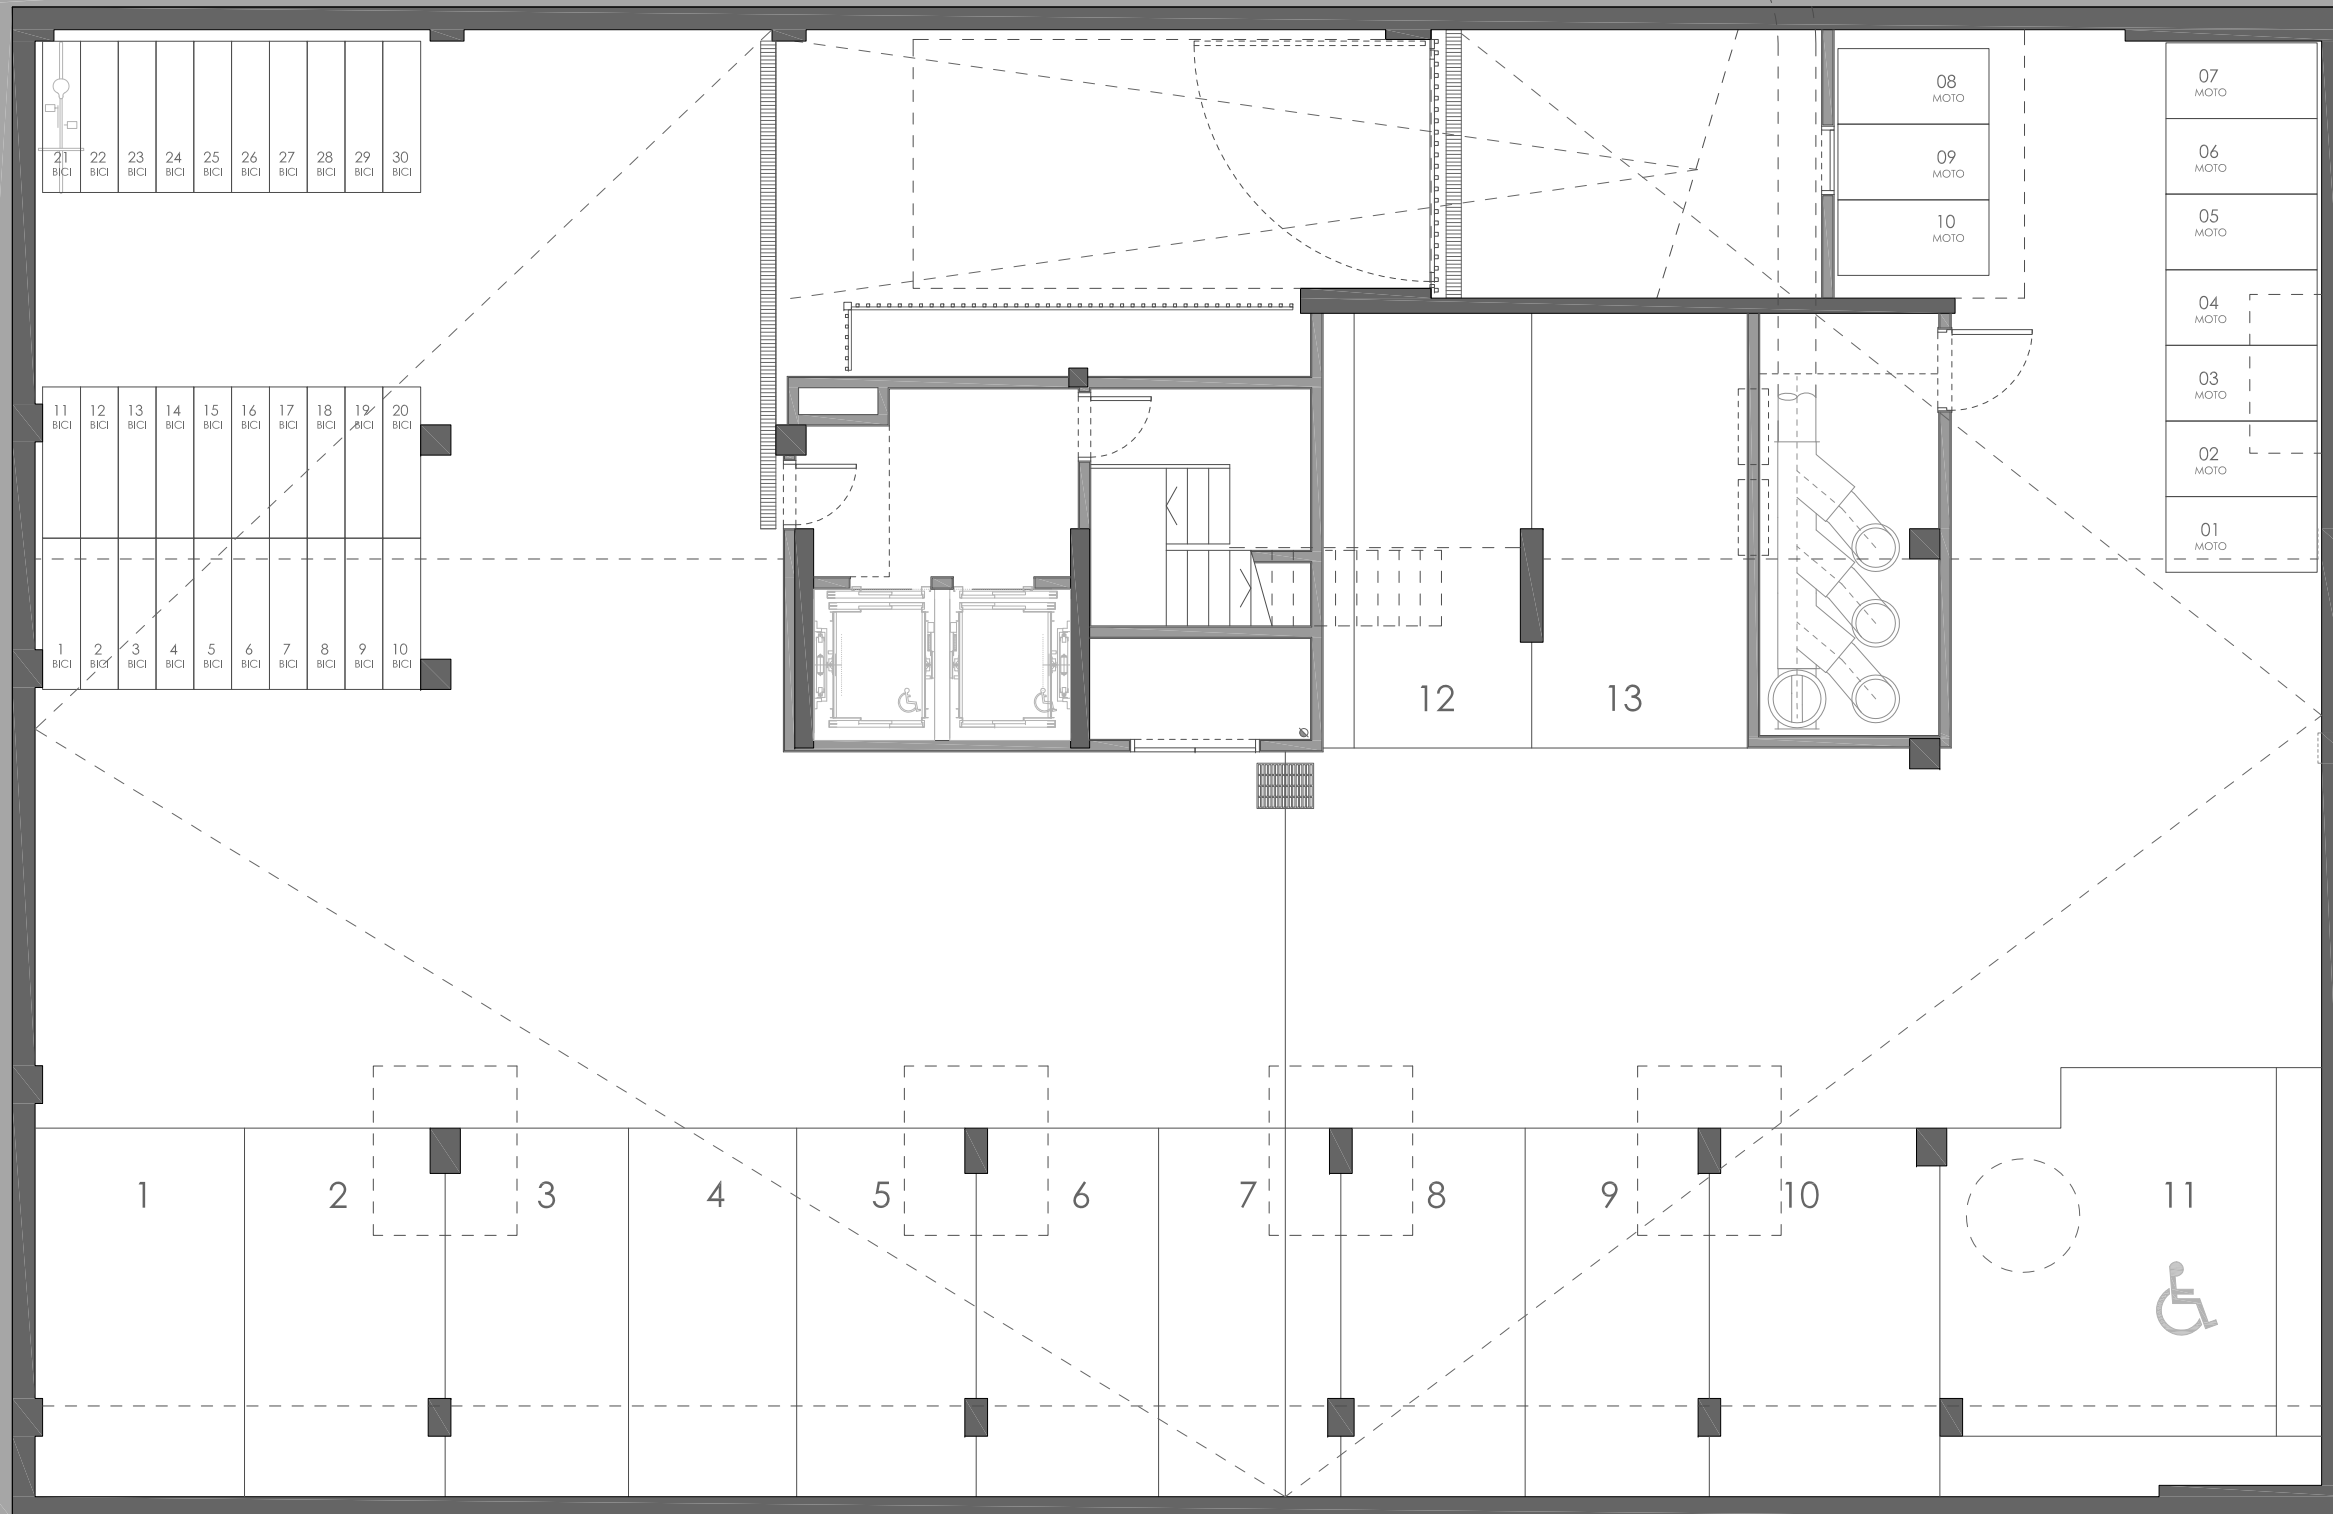 08
MOTO
09
MOTO
10
MOTO
07
MOTO
06
MOTO
05
MOTO
04
MOTO
03
MOTO
02
MOTO
01
MOTO
21 22 23 24 25 26 27 28 29 30
BICI BICI BICI BICI BICI BICI BICI BICI BICI BICI
11 12 13 14 15 16 17 18 19 20
BICI BICI BICI BICI BICI BICI BICI BICI BICI BICI
1 2 3 4 5 6 7 8 9 10
BICI BICI BICI BICI BICI BICI BICI BICI BICI BICI
12 13
1 2 3 4 5 6 7 8 9 10 11